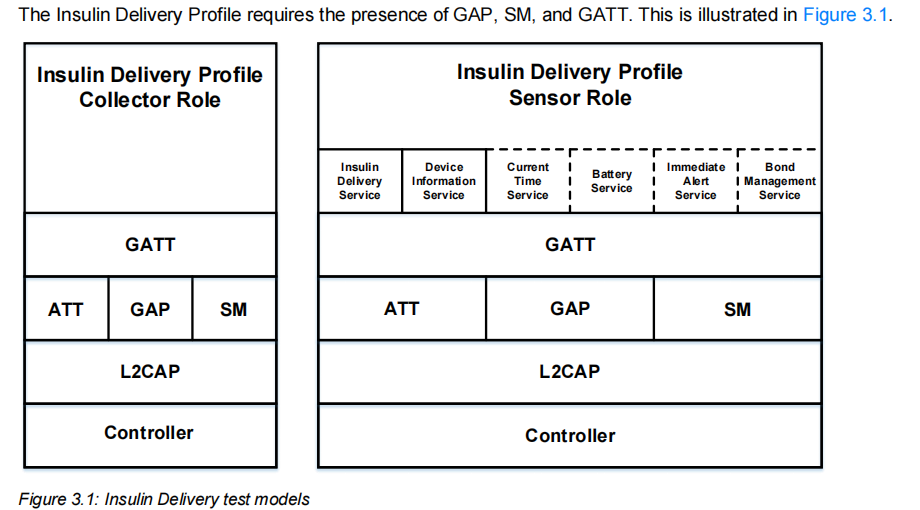 The Insulin Delivery Profile requires the presence of GAP, SM, and GATT. This is illustrated in Figure 3.1.
Insulin Delivery Profile
Collector Role
GATT
ATT
GAP
SM
L2CAP
Controller
Insulin Delivery Profile
Sensor Role
Insulin
Delivery
Service
Device
Information
Service
Current
Time
Service
Battery
Service
Immediate
Alert
Service
Bond
Management
Service
GATT
ATT
GAP
SM
L2CAP
Controller
Figure 3.1: Insulin Delivery test models